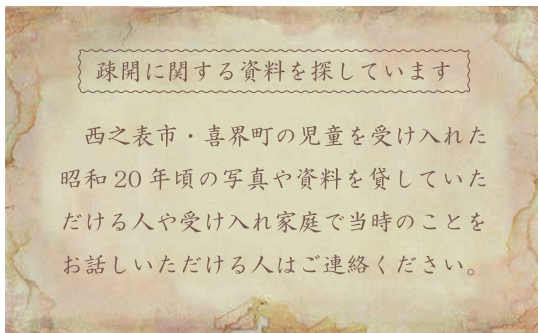 疎開に関する資料を探しています
西之表市・喜界町の児童を受け入れた
昭和20年頃の写真や資料を貸していた
だける人や受け入れ家庭で当時のことを
お話しいただける人はご連絡ください。